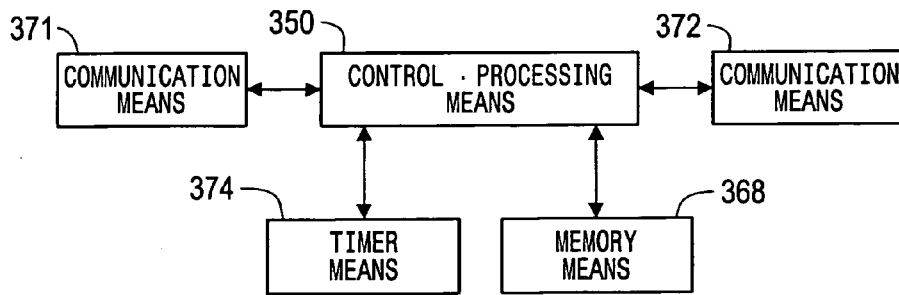 371
350
372
COMMUNICATION
MEANS
CONTROL · PROCESSING
MEANS
COMMUNICATION
MEANS
374
368
TIMER
MEANS
MEMORY
MEANS